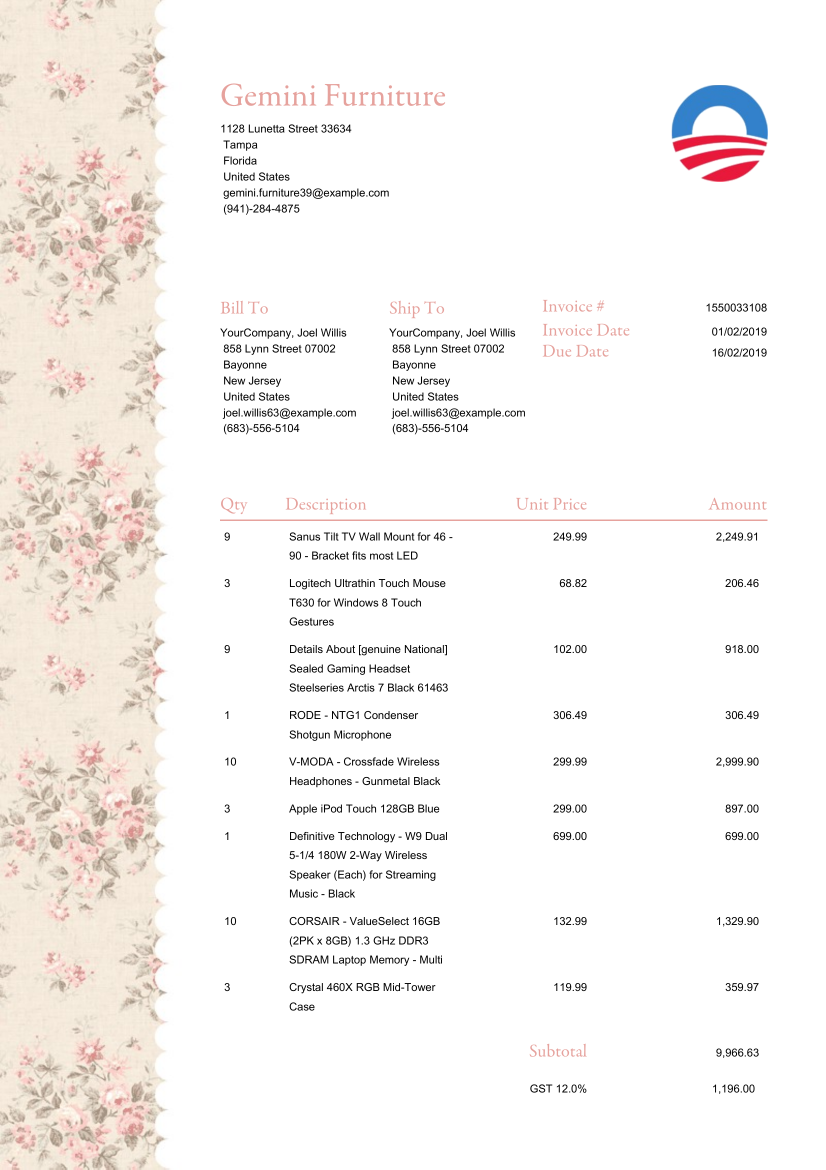 Gemini Furniture
1128 Lunetta Street 33634
Tampa
Florida
United States
gemini.furniture39@example.com
(941)-284-4875
Bill To
YourCompany, Joel Willis
858 Lynn Street 07002
Bayonne
New Jersey
United States
joel.willis63@example.com
(683)-556-5104
Ship To
YourCompany, Joel Willis
858 Lynn Street 07002
Bayonne
New Jersey
United States
joel.willis63@example.com
(683)-556-5104
Invoice # 1550033108
Invoice Date 01/02/2019
Due Date 16/02/2019
Qty Description Unit Price Amount
9 Sanus Tilt TV Wall Mount for 46 - 249.99 2,249.91
90 - Bracket fits most LED
3 Logitech Ultrathin Touch Mouse 68.82 206.46
T630 for Windows 8 Touch
Gestures
9 Details About [genuine National] 102.00 918.00
Sealed Gaming Headset
Steelseries Arctis 7 Black 61463
1 RODE - NTG1 Condenser 306.49 306.49
Shotgun Microphone
10 V-MODA - Crossfade Wireless 299.99 2,999.90
Headphones - Gunmetal Black
3 Apple iPod Touch 128GB Blue 299.00 897.00
1 Definitive Technology - W9 Dual 699.00 699.00
5-1/4 180W 2-Way Wireless
Speaker (Each) for Streaming
Music - Black
10 CORSAIR - ValueSelect 16GB 132.99 1,329.90
(2PK x 8GB) 1.3 GHz DDR3
SDRAM Laptop Memory - Multi
3 Crystal 460X RGB Mid-Tower 119.99 359.97
Case
Subtotal 9,966.63
GST 12.0% 1,196.00